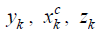 y_k , x_k^c , z_k